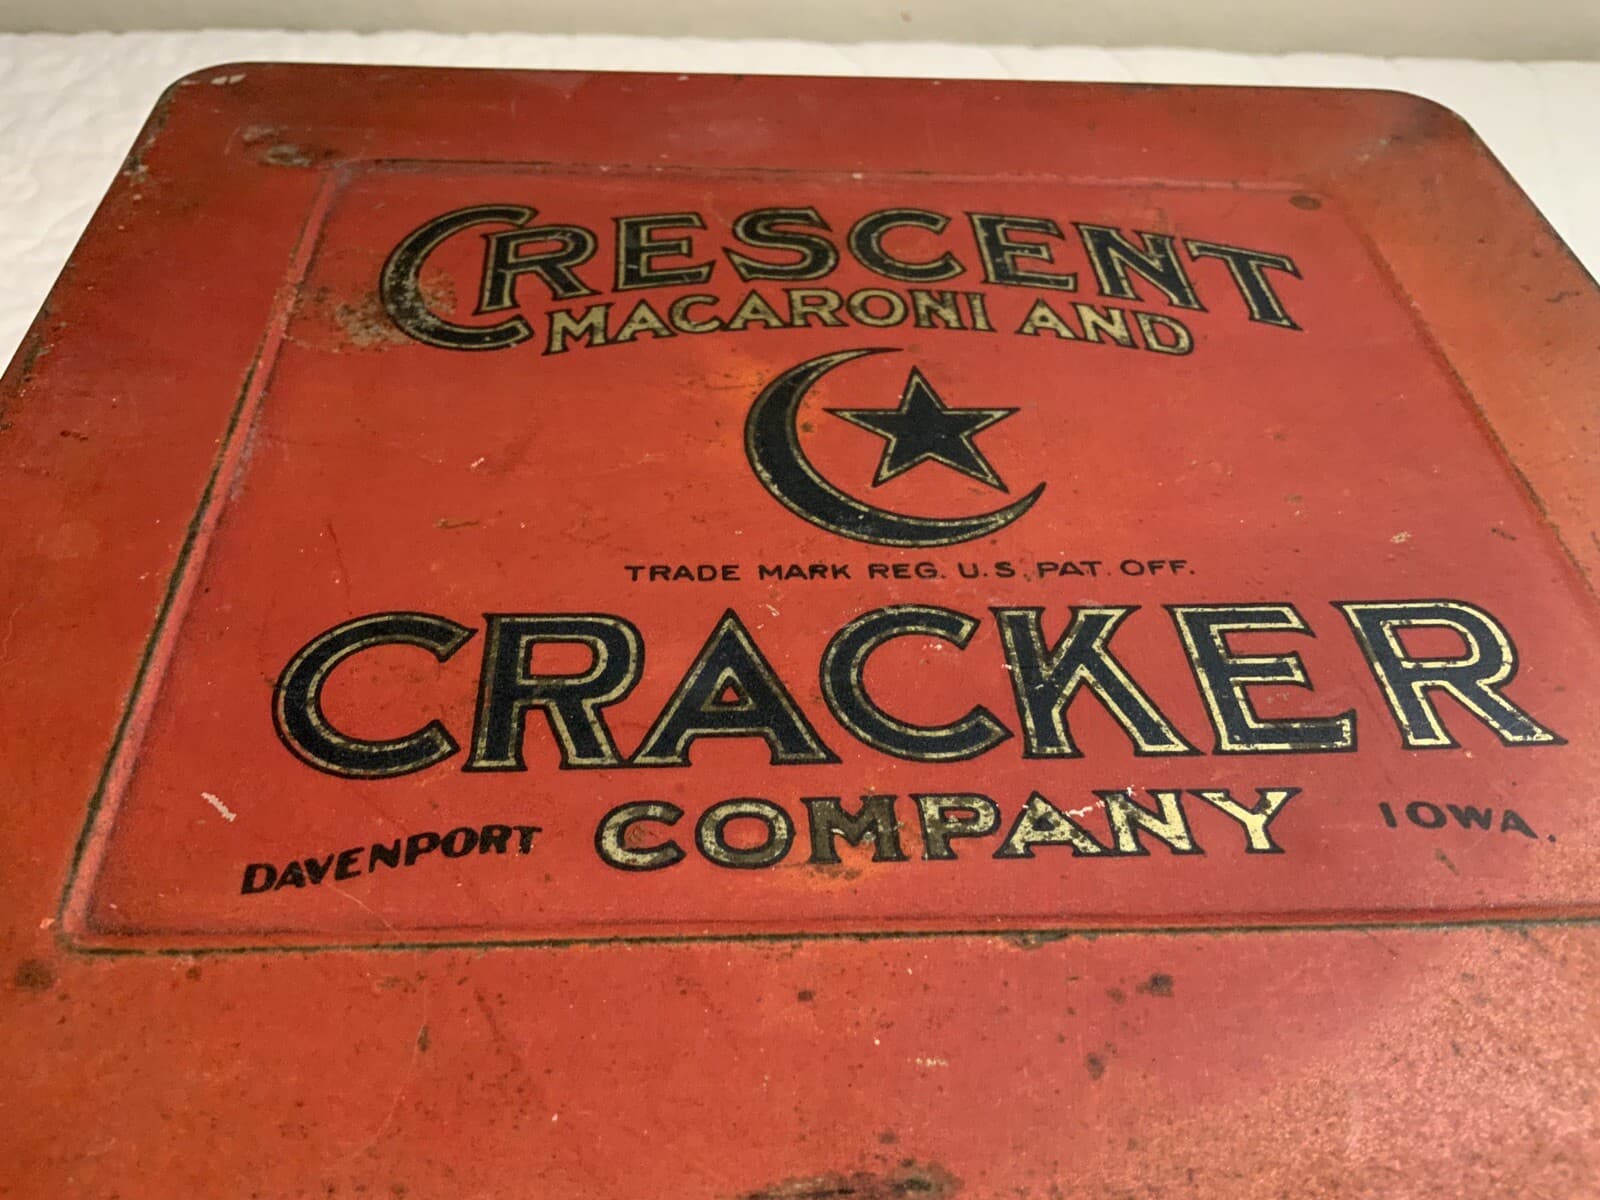 CRESCENT
MACARONI AND
TRADE MARK REG. U.S. PAT. OFF.
CRACKER
DAVENPORT COMPANY IOWA.